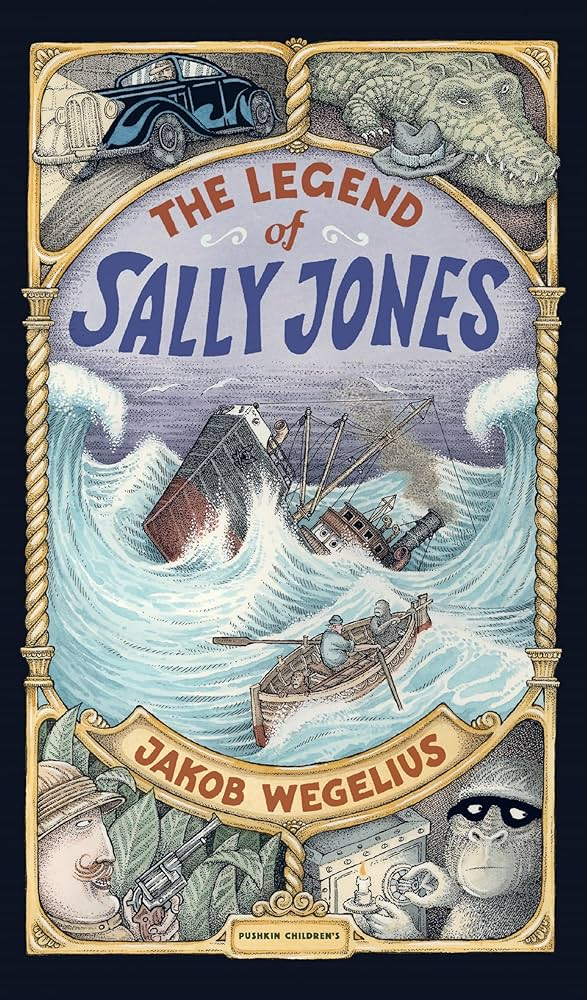 THE LEGEND
of
SALLY JONES
JAKOB WEGELIUS
PUSHKIN CHILDREN'S